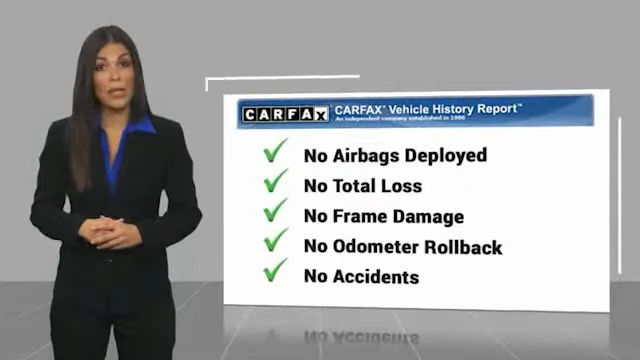 CARFAX CARFAX® Vehicle History Report™
An independent company established in 1986
No Airbags Deployed
No Total Loss
No Frame Damage
No Odometer Rollback
No Accidents